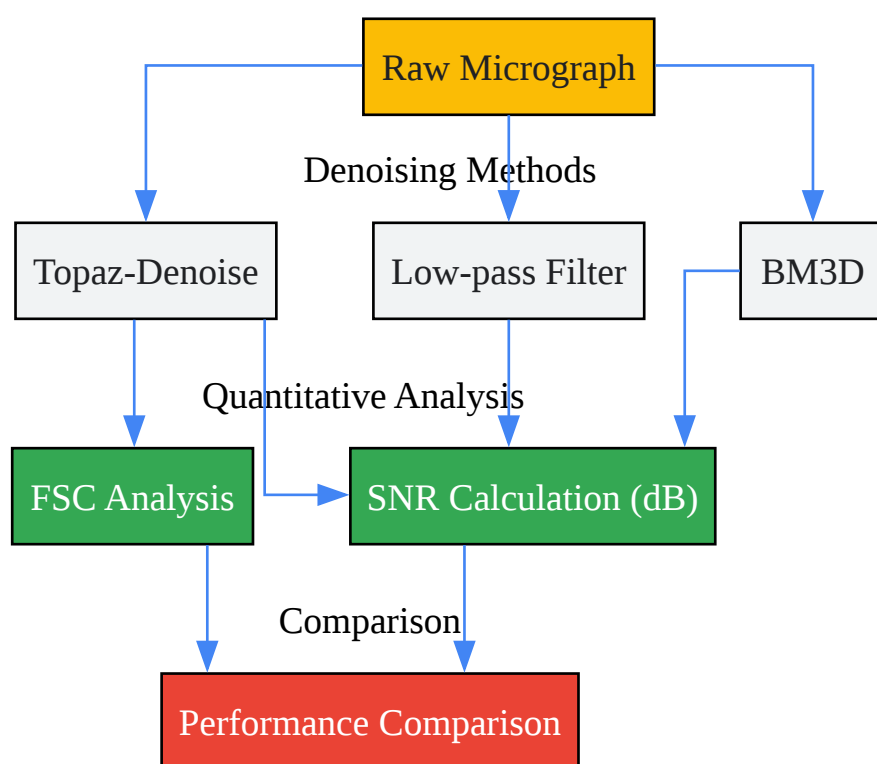 Raw Micrograph
Denoising Methods
Topaz-Denoise
Low-pass Filter
BM3D
Quantitative Analysis
FSC Analysis
SNR Calculation (dB)
Comparison
Performance Comparison